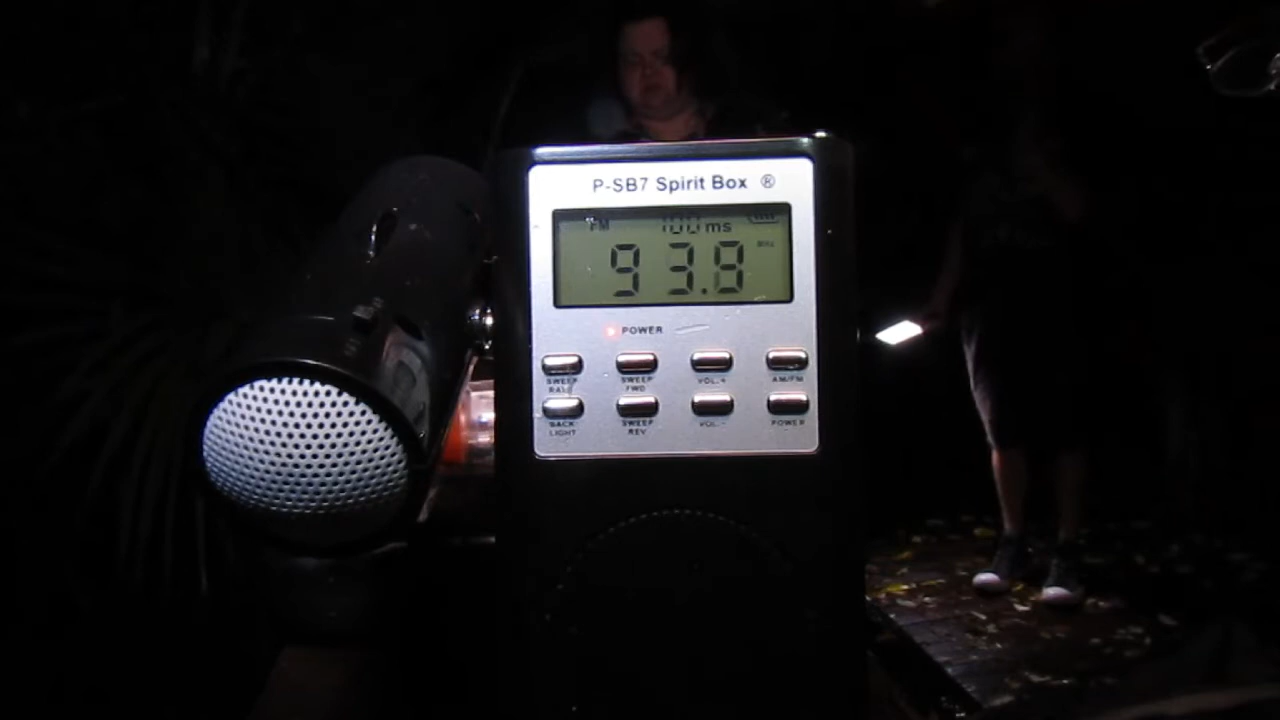 P-SB7 Spirit Box ®
FM 100 ms
93.8 MHz
POWER
SWEEP RATE SWEEP FWD VOL.+ AM/FM
BACK LIGHT SWEEP REV VOL.- POWER